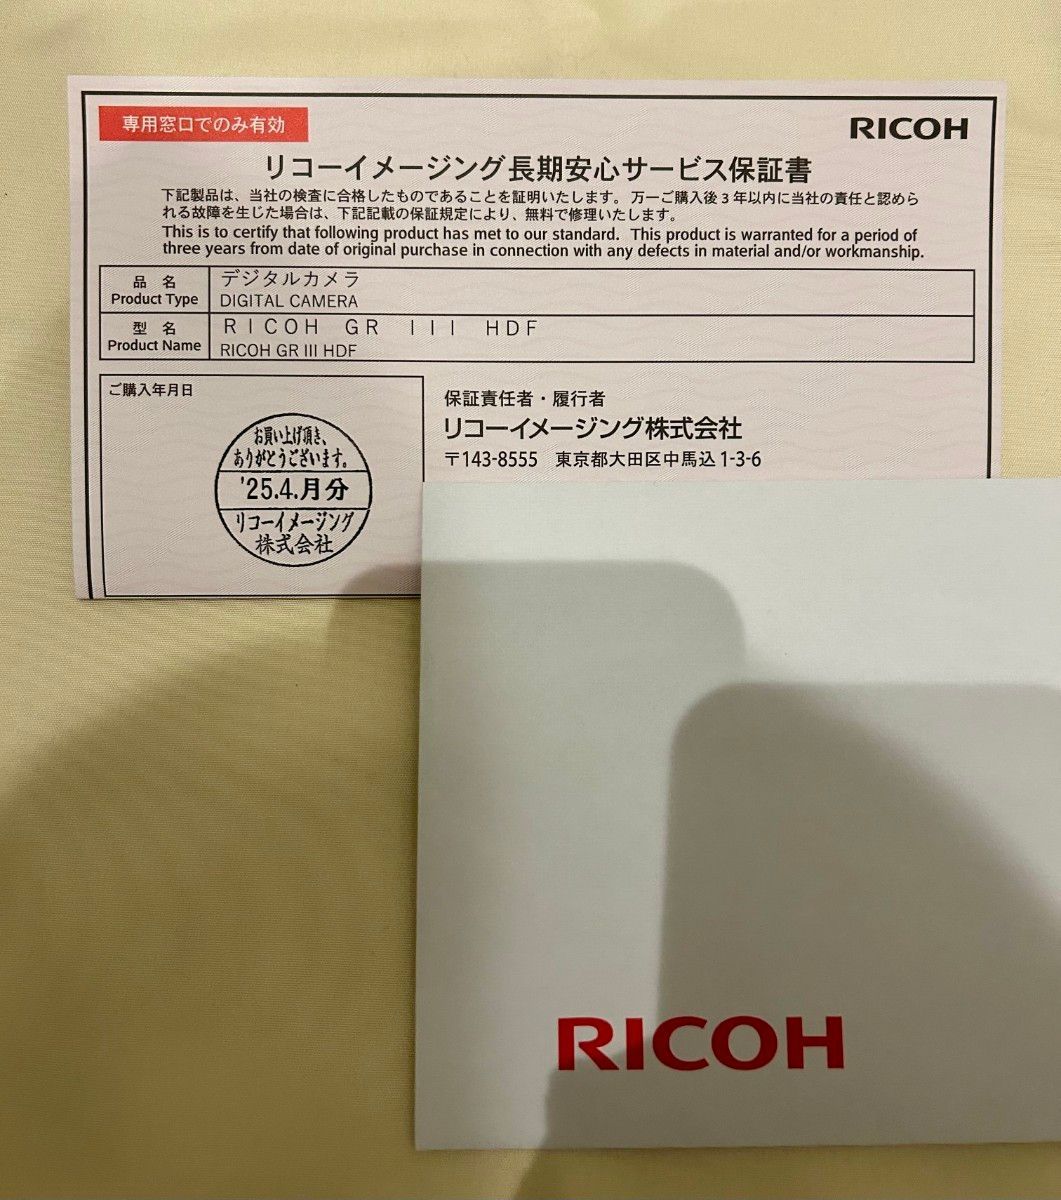 専用窓口でのみ有効
RICOH
リコーイメージング長期安心サービス保証書
下記製品は、当社の検査に合格したものであることを証明いたします。万一ご購入後3年以内に当社の責任と認めら
れる故障を生じた場合は、下記記載の保証規定により、無料で修理いたします。
This is to certify that following product has met to our standard. This product is warranted for a period of
three years from date of original purchase in connection with any defects in material and/or workmanship.
品 名
Product Type
デジタルカメラ
DIGITAL CAMERA
型 名
Product Name
RICOH GR III HDF
RICOH GR III HDF
ご購入年月日
お買い上げ頂き、
ありがとうございます。
'25.4.月分
リコーイメージング
株式会社
保証責任者・履行者
リコーイメージング株式会社
〒143-8555 東京都大田区中馬込1-3-6
RICOH